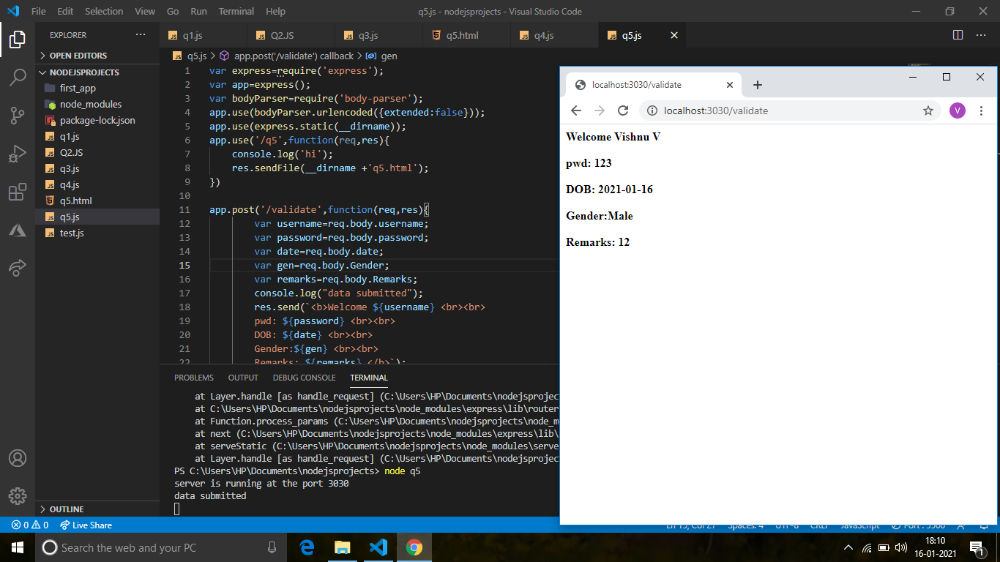 File Edit Selection View Go Run Terminal Help
q5.js - nodejsprojects - Visual Studio Code
EXPLORER
OPEN EDITORS
NODEJSPROJECTS
first_app
node_modules
package-lock.json
q1.js
Q2.JS
q3.js
q4.js
q5.html
q5.js
test.js
OUTLINE
q1.js Q2.JS q3.js q5.html q4.js q5.js
q5.js > app.post('/validate') callback > gen
1 var express=require('express');
2 var app=express();
3 var bodyParser=require('body-parser');
4 app.use(bodyParser.urlencoded({extended:false}));
5 app.use(express.static(__dirname));
6 app.use('/q5',function(req,res){
7 console.log('hi');
8 res.sendFile(__dirname +'q5.html');
9 })
10
11 app.post('/validate',function(req,res){
12 var username=req.body.username;
13 var password=req.body.password;
14 var date=req.body.date;
15 var gen=req.body.Gender;
16 var remarks=req.body.Remarks;
17 console.log("data submitted");
18 res.send(`<b>Welcome ${username} <br><br>
19 pwd: ${password} <br><br>
20 DOB: ${date} <br><br>
21 Gender:${gen} <br><br>
22 Remarks: ${remarks} </b>`);
PROBLEMS OUTPUT DEBUG CONSOLE TERMINAL
at Layer.handle [as handle_request] (C:\Users\HP\Documents\nodejsproject
at C:\Users\HP\Documents\nodejsprojects\node_modules\express\lib\router
at Function.process_params (C:\Users\HP\Documents\nodejsprojects\node_m
at next (C:\Users\HP\Documents\nodejsprojects\node_modules\express\lib\
at serveStatic (C:\Users\HP\Documents\nodejsprojects\node_modules\serve
at Layer.handle [as handle_request] (C:\Users\HP\Documents\nodejsproject
PS C:\Users\HP\Documents\nodejsprojects> node q5
server is running at the port 3030
data submitted
localhost:3030/validate
localhost:3030/validate
V
Welcome Vishnu V
pwd: 123
DOB: 2021-01-16
Gender:Male
Remarks: 12
0 0 Live Share
Ln 15, Col 27 Spaces: 4 UTF-8 CRLF JavaScript Port : 5500
Search the web and your PC
18:10
16-01-2021
1